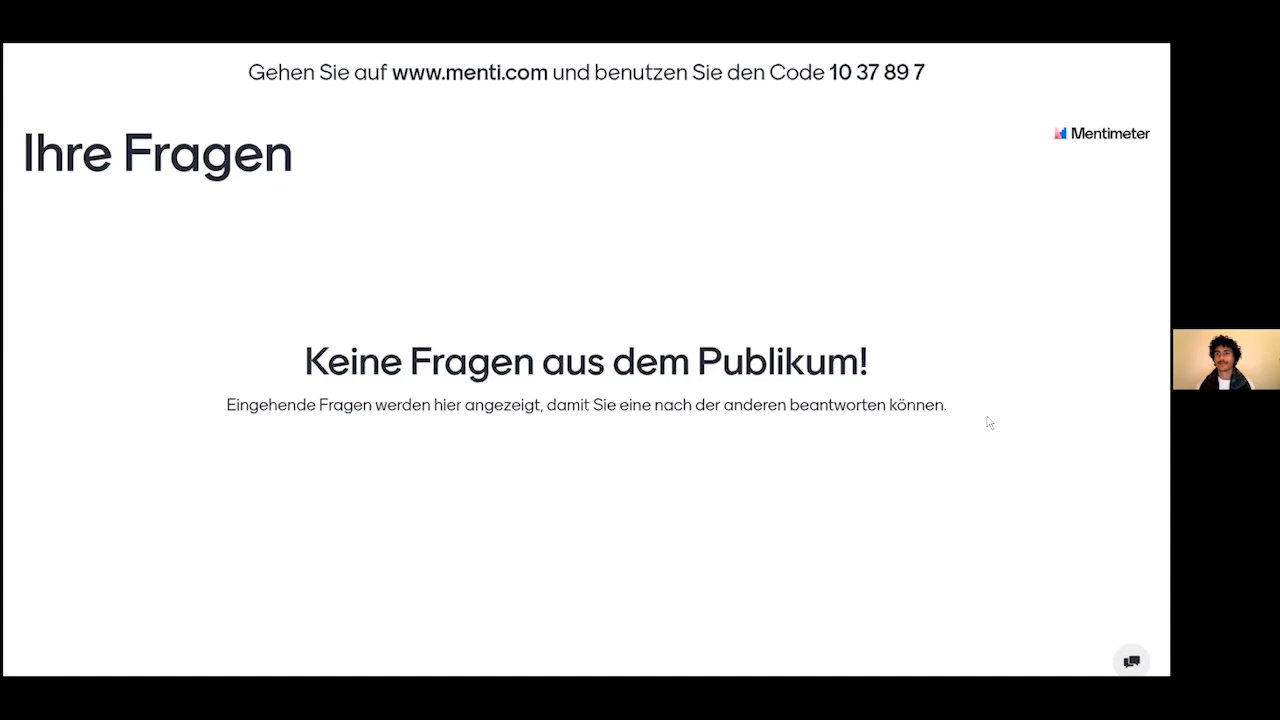 Gehen Sie auf www.menti.com und benutzen Sie den Code 10 37 89 7
Ihre Fragen
Mentimeter
Keine Fragen aus dem Publikum!
Eingehende Fragen werden hier angezeigt, damit Sie eine nach der anderen beantworten können.